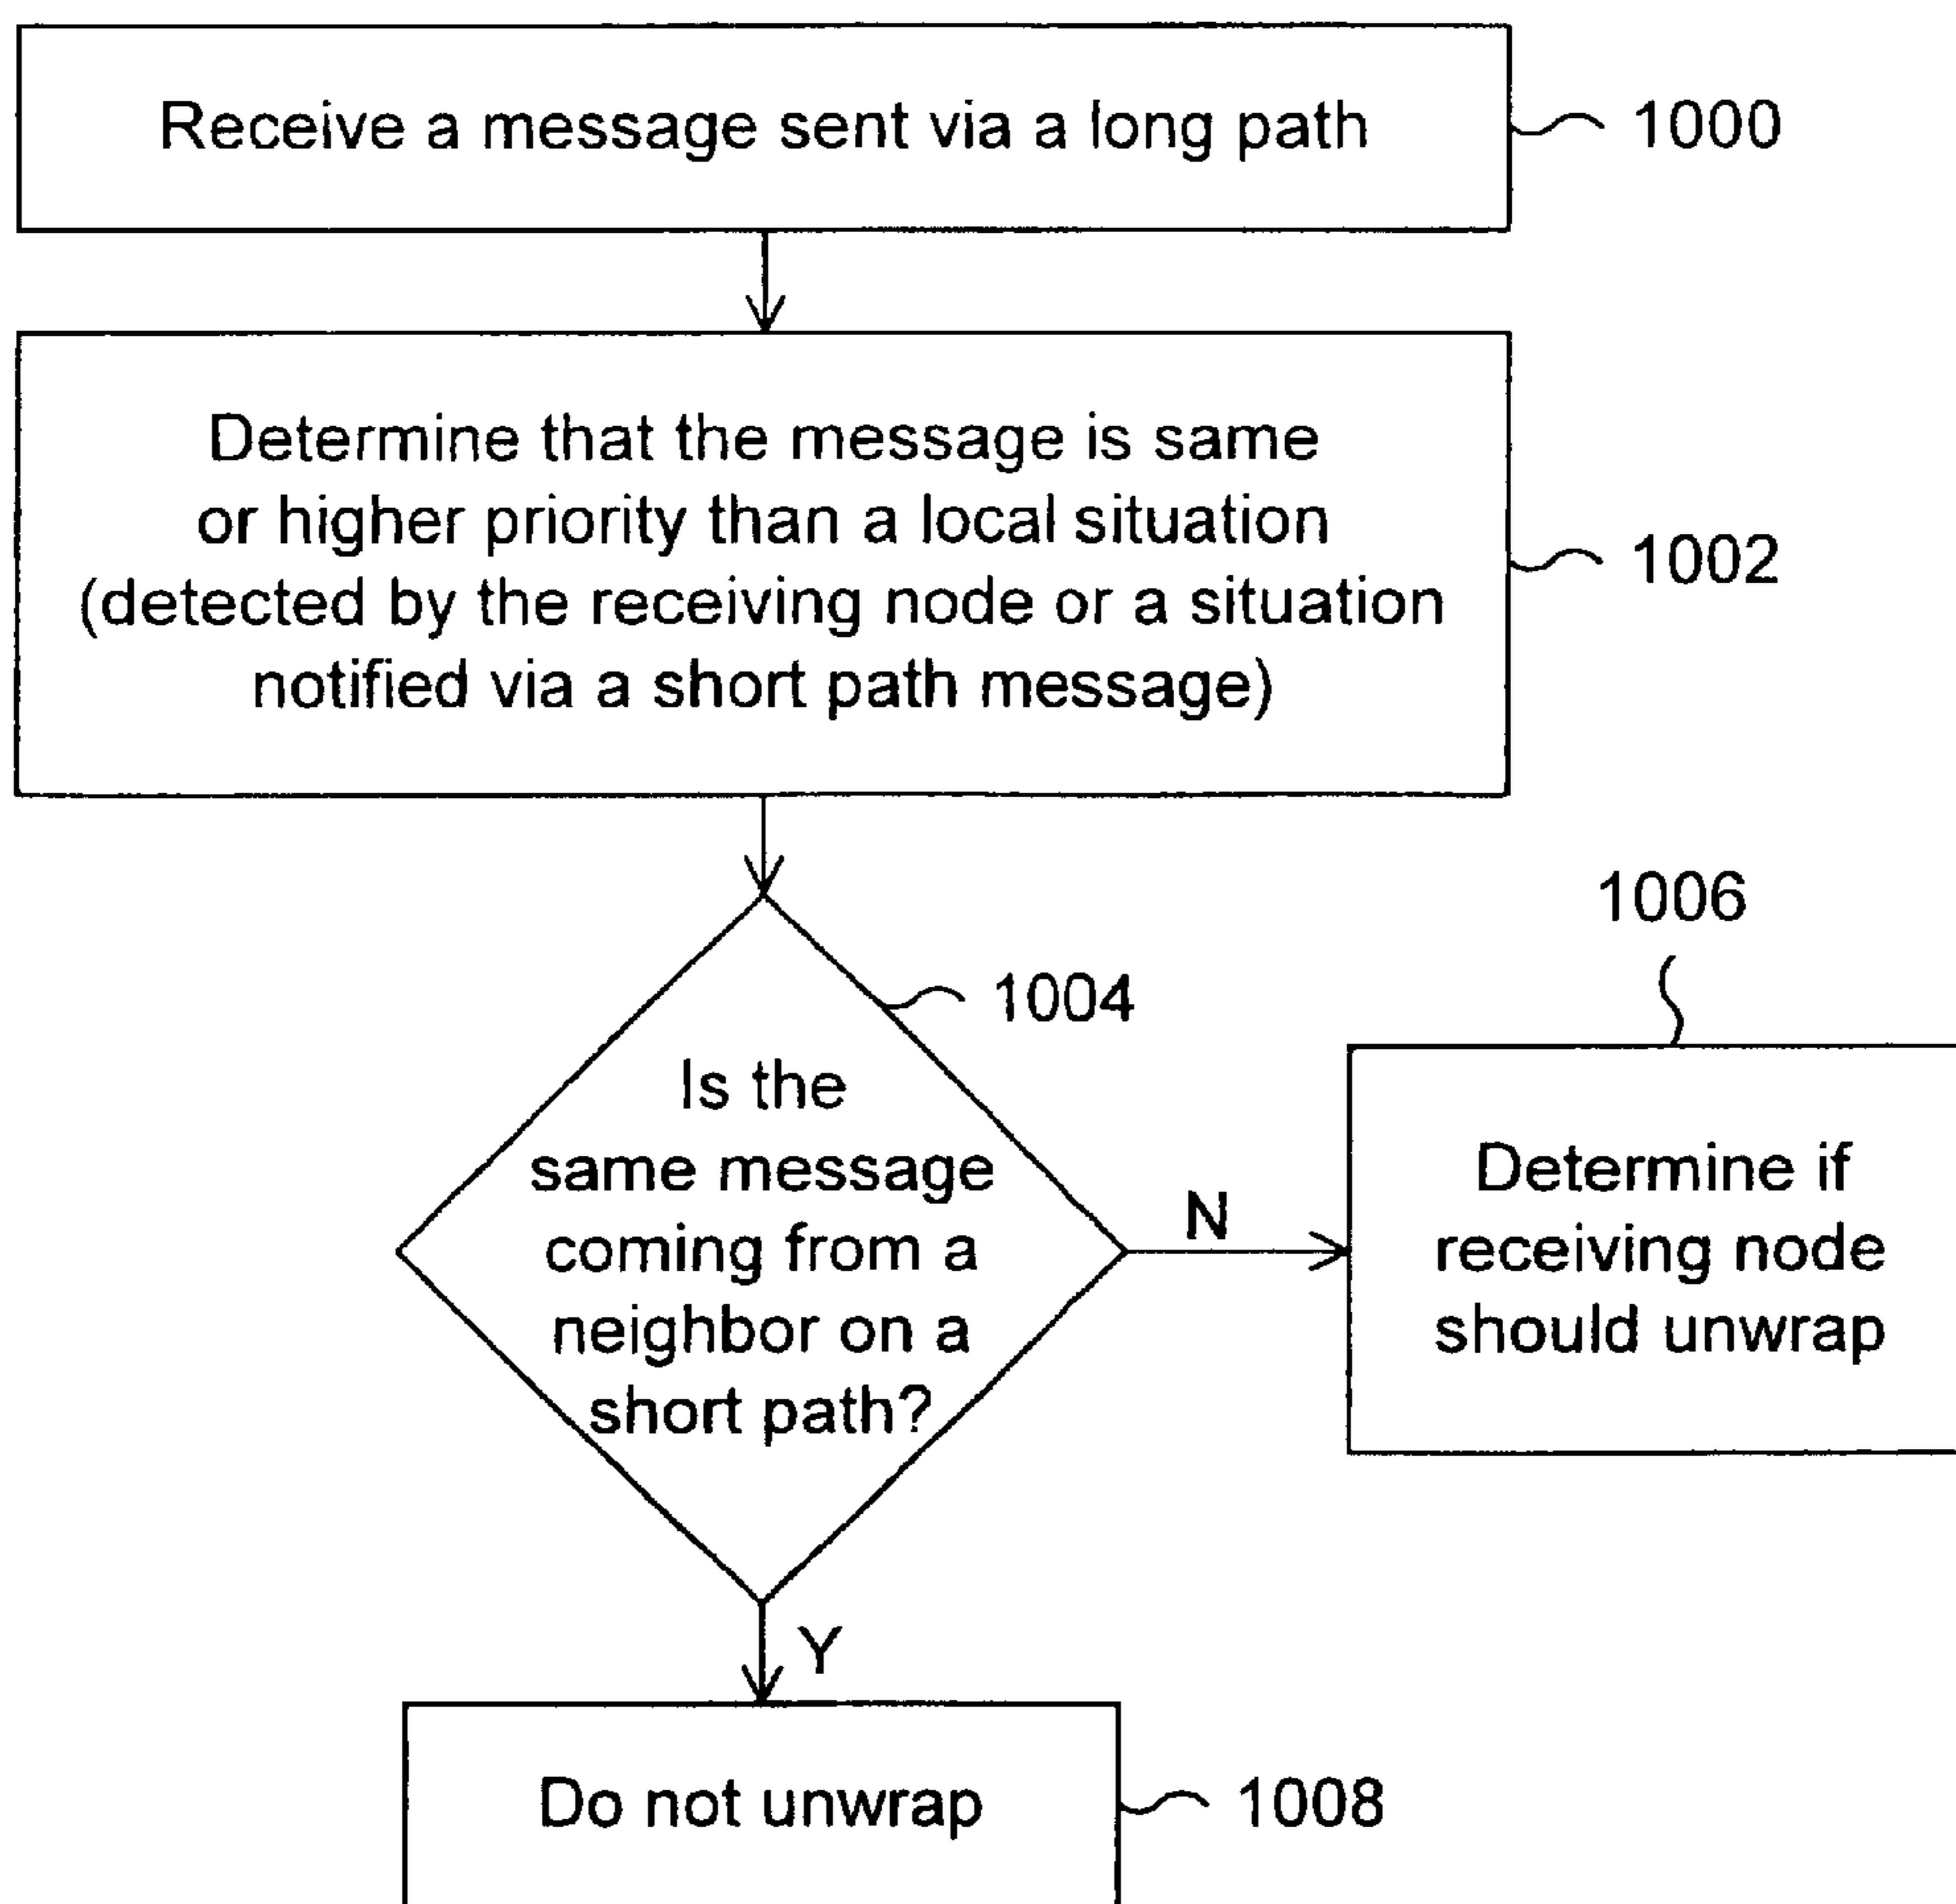 Receive a message sent via a long path
1000
Determine that the message is same
or higher priority than a local situation
(detected by the receiving node or a situation
notified via a short path message)
1002
1004
Is the
same message
coming from a
neighbor on a
short path?
N
1006
Determine if
receiving node
should unwrap
Y
Do not unwrap
1008